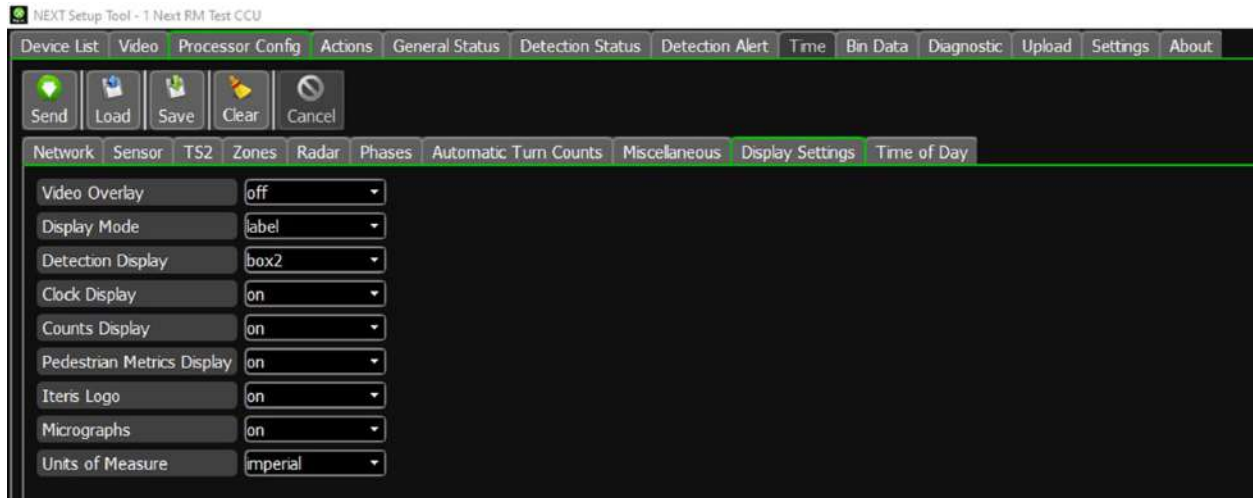 NEXT Setup Tool - 1 Next RM Test CCU
Device List Video Processor Config Actions General Status Detection Status Detection Alert Time Bin Data Diagnostic Upload Settings About
Send Load Save Clear Cancel
Network Sensor TS2 Zones Radar Phases Automatic Turn Counts Miscellaneous Display Settings Time of Day
Video Overlay off
Display Mode label
Detection Display box2
Clock Display on
Counts Display on
Pedestrian Metrics Display on
Iteris Logo on
Micrographs on
Units of Measure imperial